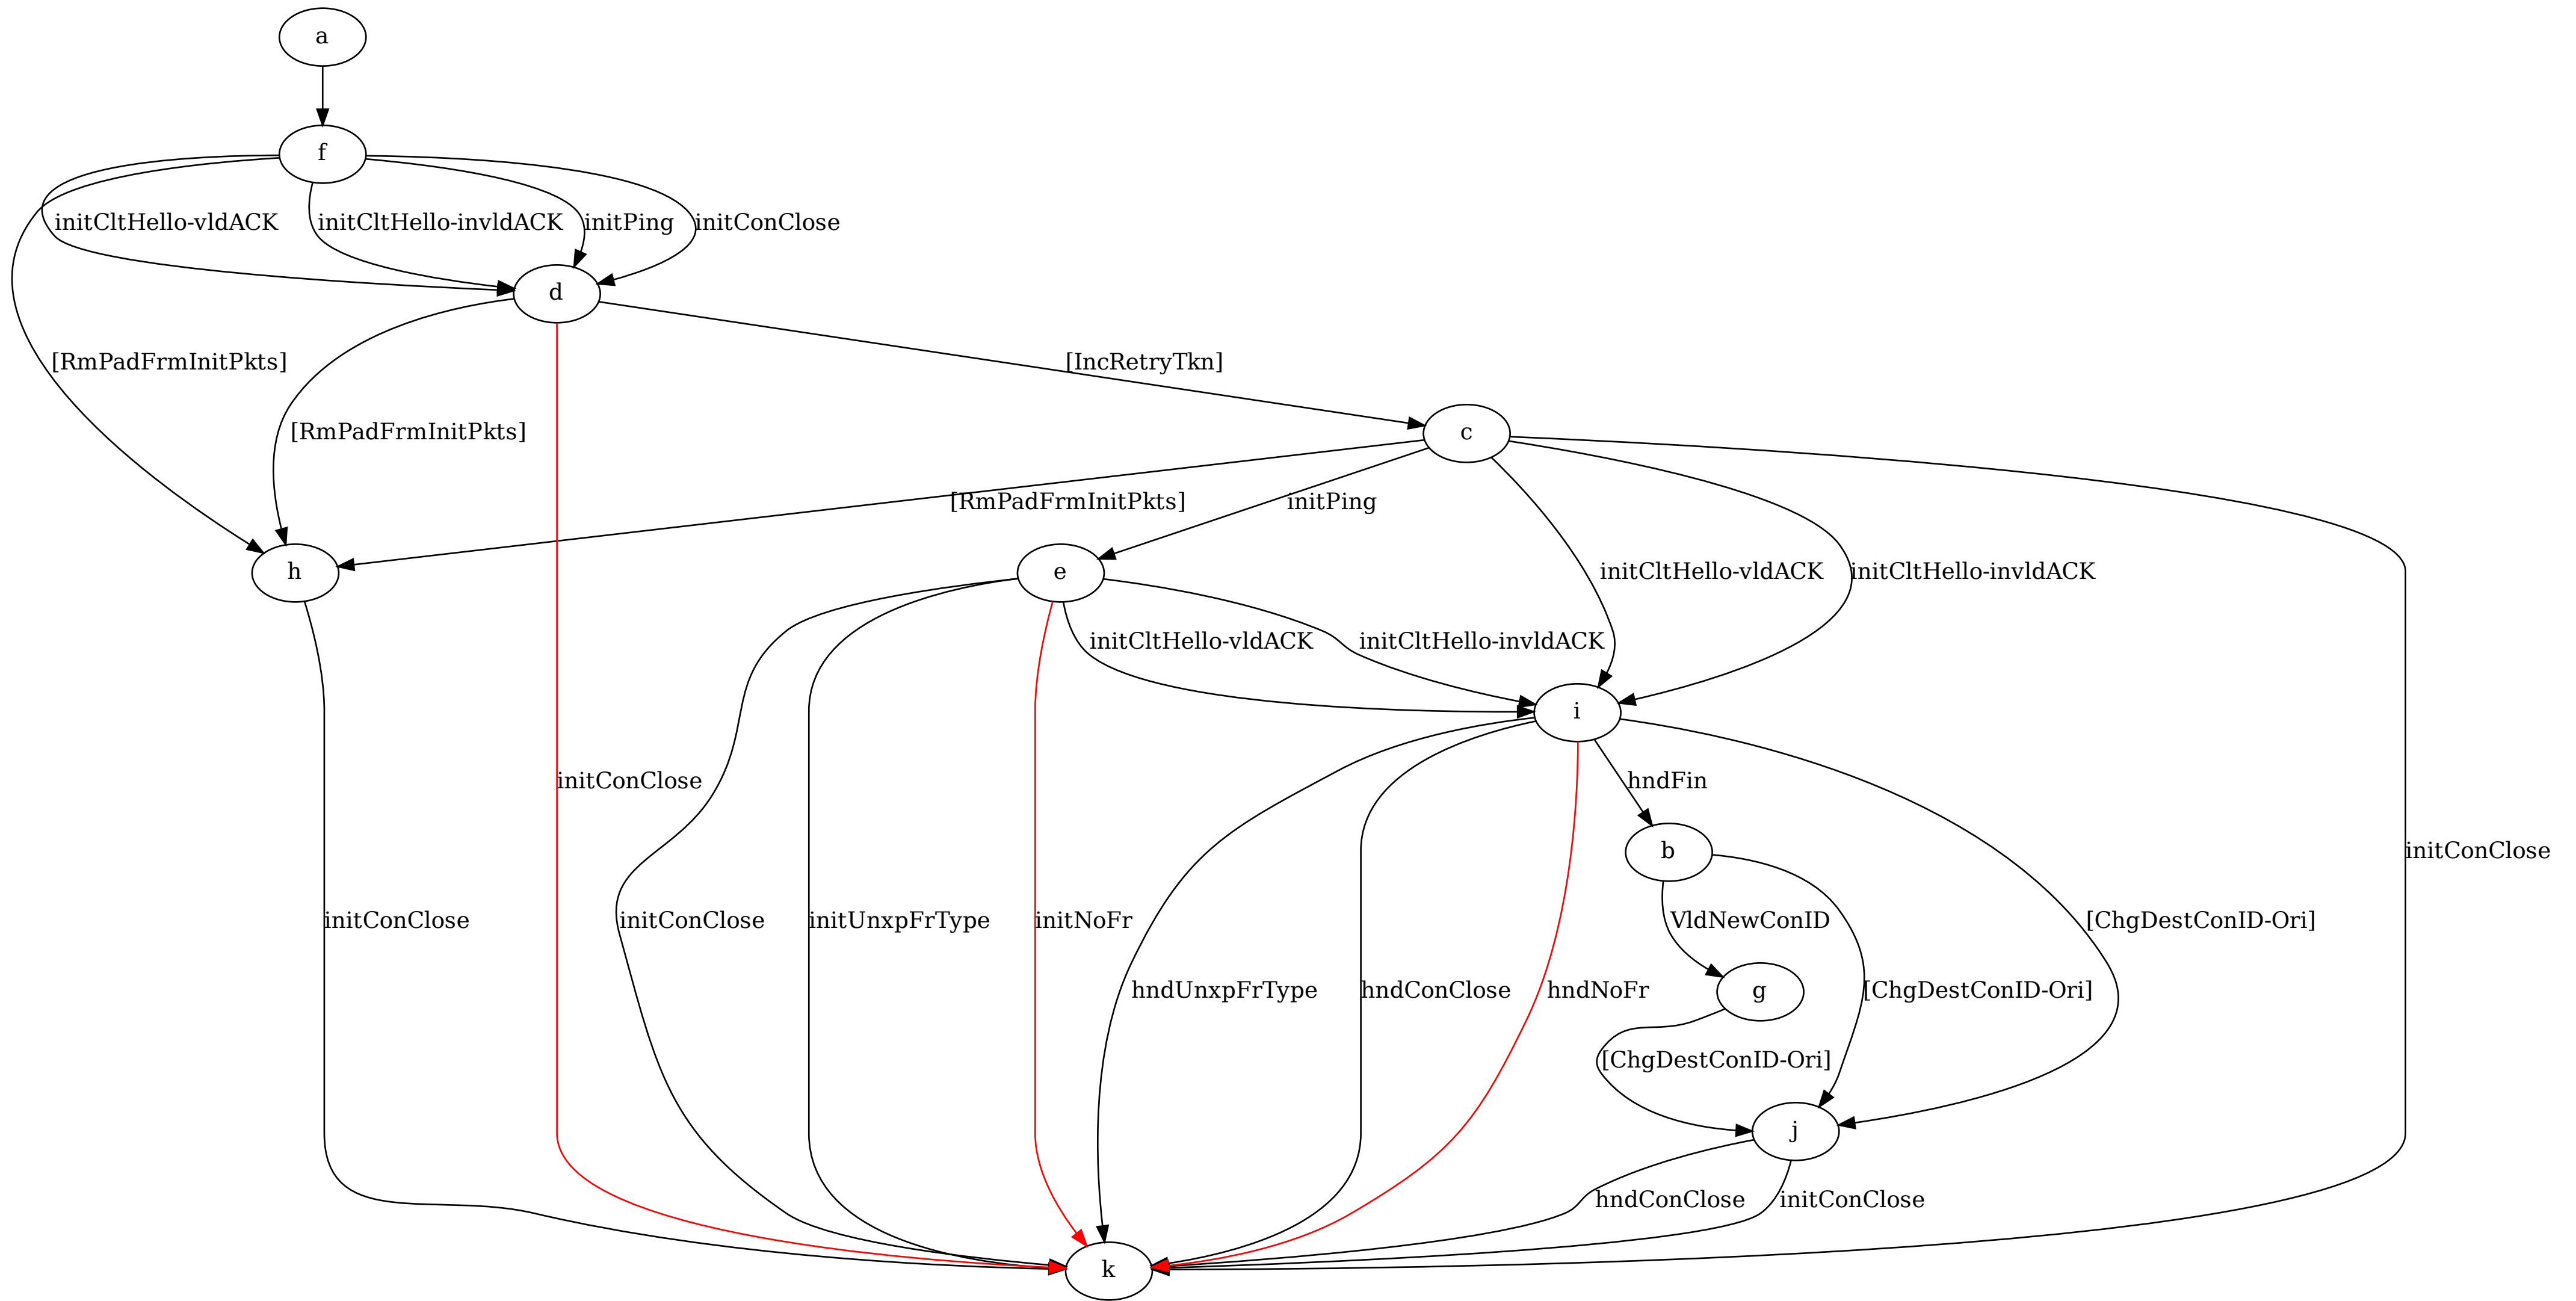 a
f
initCltHello-vldACK
initCltHello-invldACK
initPing
initConClose
d
[RmPadFrmInitPkts]
[IncRetryTkn]
[RmPadFrmInitPkts]
c
[RmPadFrmInitPkts]
initPing
h
e
initCltHello-vldACK
initCltHello-invldACK
initCltHello-vldACK
initCltHello-invldACK
i
initConClose
hndFin
b
initConClose
initConClose
initConClose
initUnxpFrType
initNoFr
VldNewConID
[ChgDestConID-Ori]
hndUnxpFrType
hndConClose
hndNoFr
g
[ChgDestConID-Ori]
[ChgDestConID-Ori]
j
hndConClose
initConClose
k